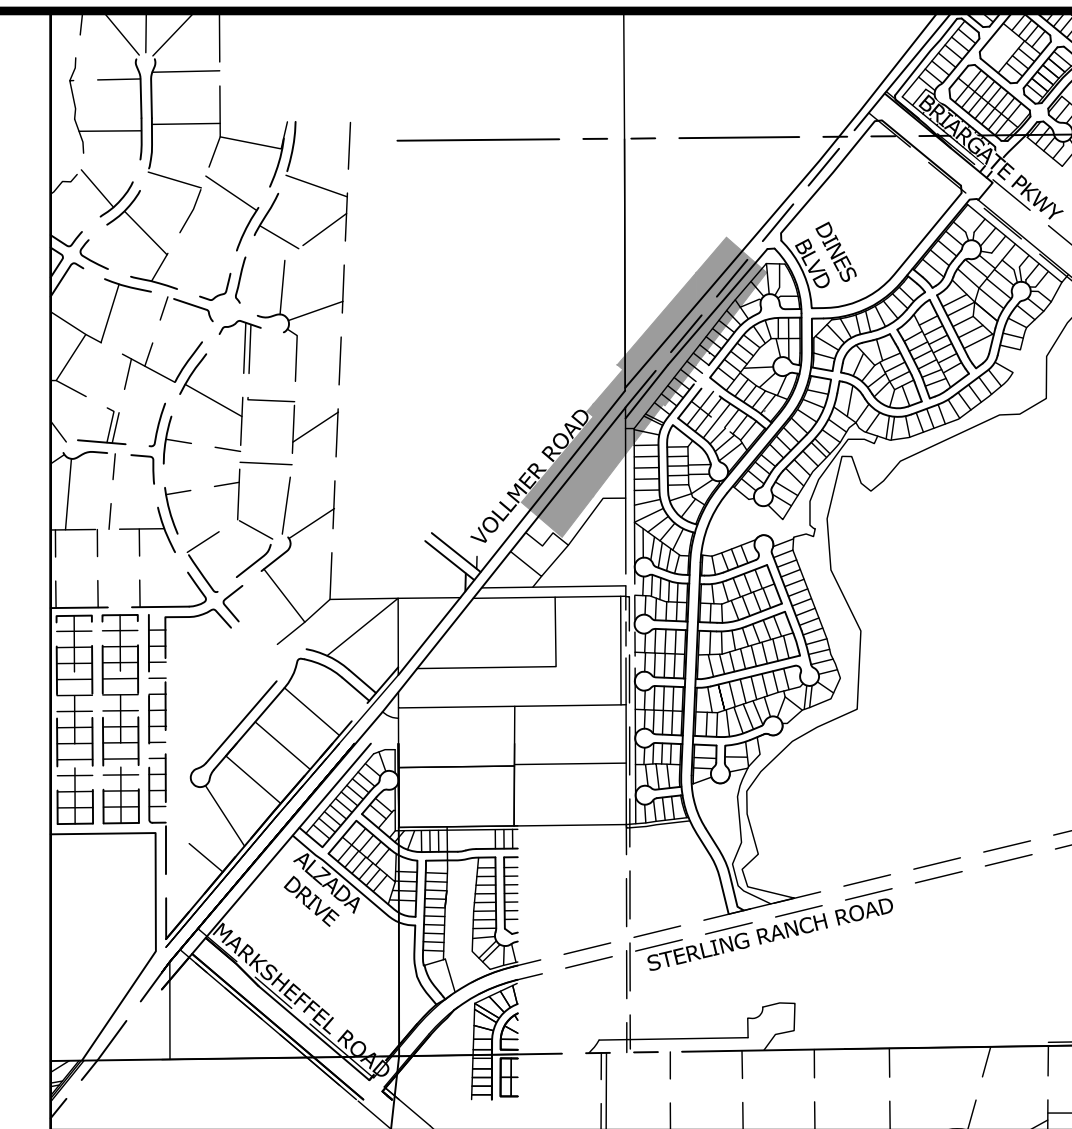 BRIARGATE PKWY
DINES
BLVD
VOLLMER ROAD
ALZADA
DRIVE
MARKSHEFFEL ROAD
STERLING RANCH ROAD